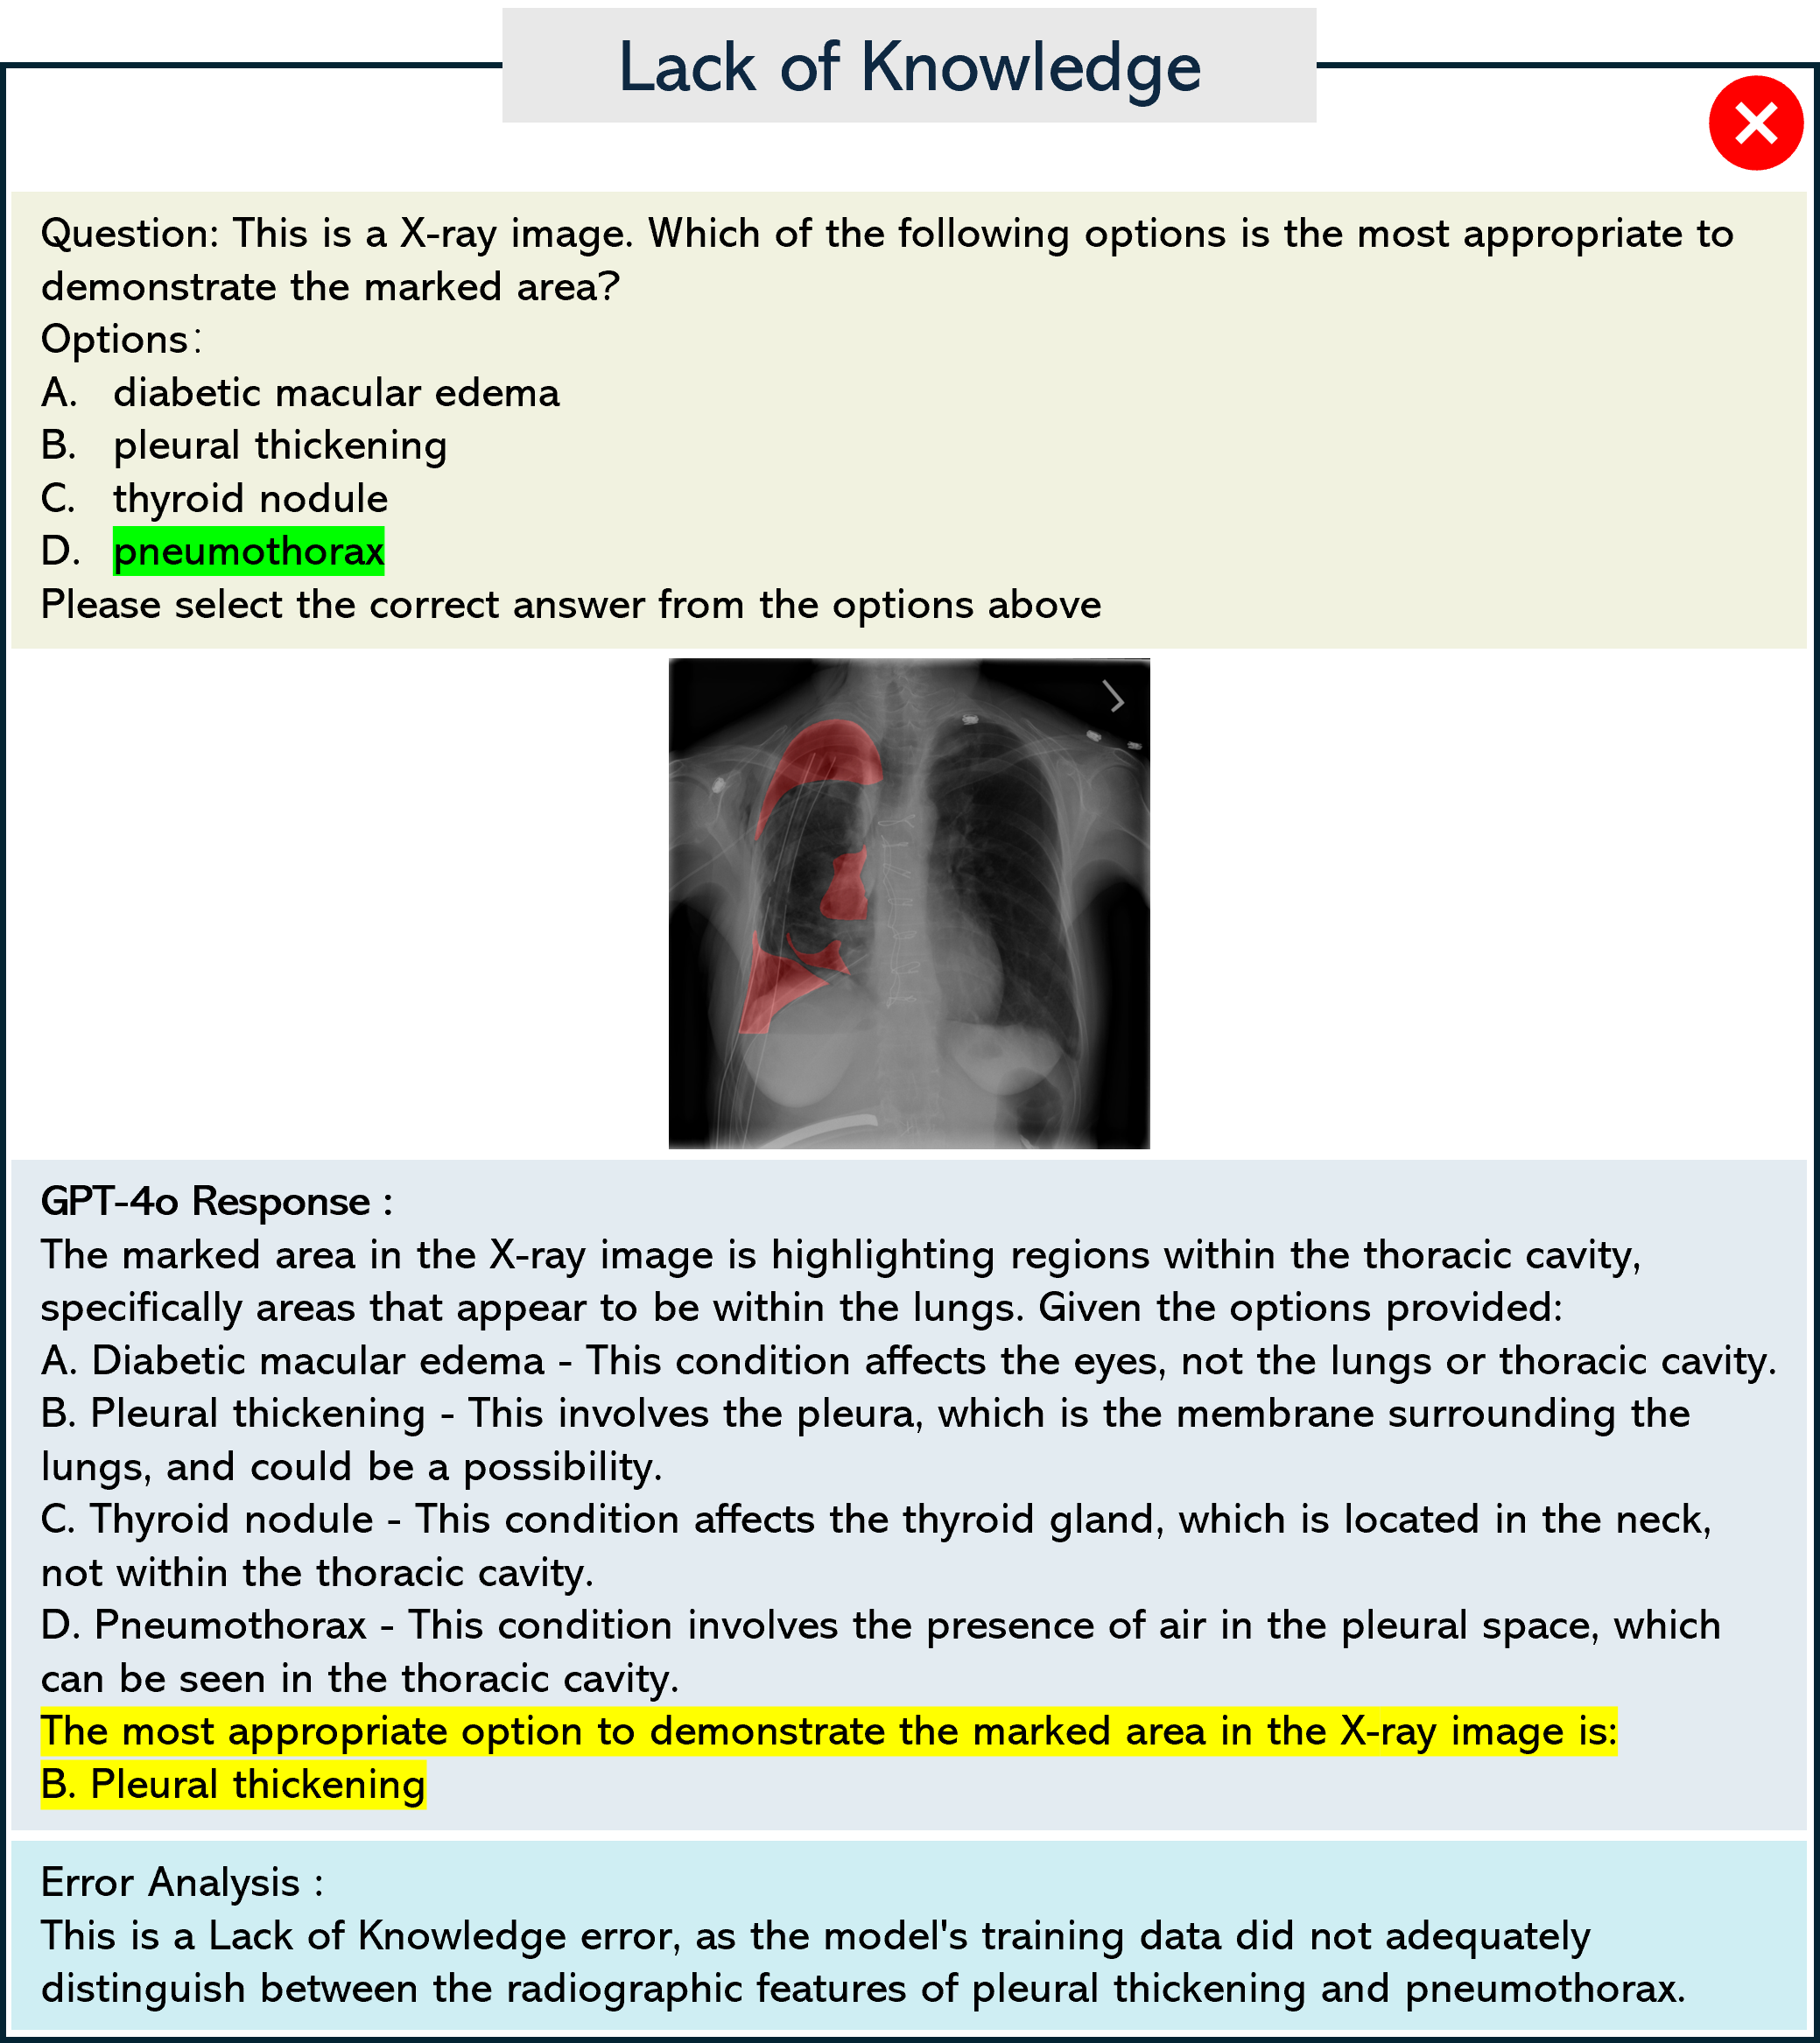 Lack of Knowledge
Question: This is a X-ray image. Which of the following options is the most appropriate to
demonstrate the marked area?
Options:
A. diabetic macular edema
B. pleural thickening
C. thyroid nodule
D. pneumothorax
Please select the correct answer from the options above
GPT-4o Response :
The marked area in the X-ray image is highlighting regions within the thoracic cavity,
specifically areas that appear to be within the lungs. Given the options provided:
A. Diabetic macular edema - This condition affects the eyes, not the lungs or thoracic cavity.
B. Pleural thickening - This involves the pleura, which is the membrane surrounding the
lungs, and could be a possibility.
C. Thyroid nodule - This condition affects the thyroid gland, which is located in the neck,
not within the thoracic cavity.
D. Pneumothorax - This condition involves the presence of air in the pleural space, which
can be seen in the thoracic cavity.
The most appropriate option to demonstrate the marked area in the X-ray image is:
B. Pleural thickening
Error Analysis :
This is a Lack of Knowledge error, as the model's training data did not adequately
distinguish between the radiographic features of pleural thickening and pneumothorax.